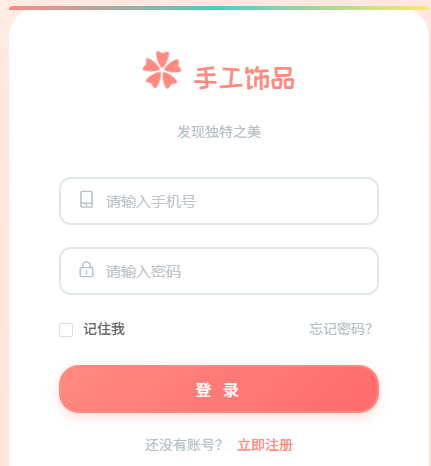 手工饰品
发现独特之美
请输入手机号
请输入密码
记住我 忘记密码？
登 录
还没有账号？ 立即注册